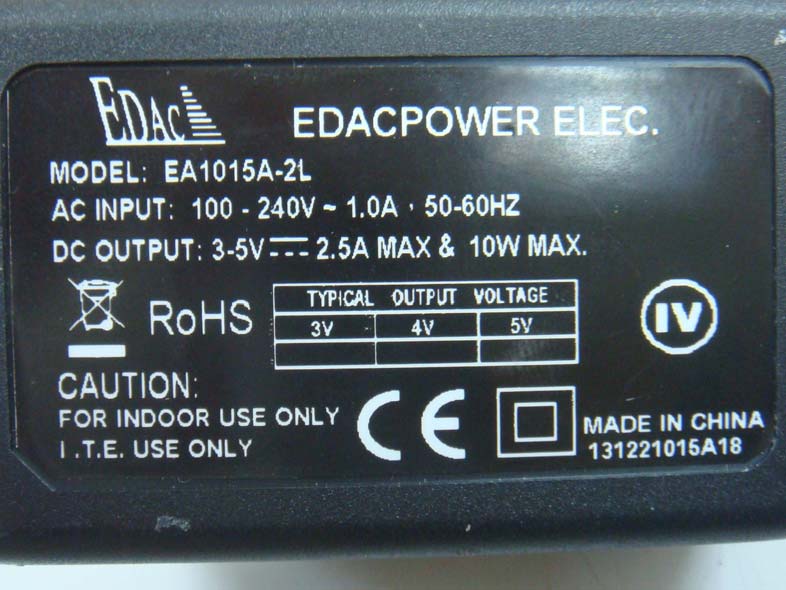 EDAC
EDACPOWER ELEC.
MODEL: EA1015A-2L
AC INPUT: 100 - 240V ~ 1.0A , 50-60HZ
DC OUTPUT: 3-5V⎓ 2.5A MAX & 10W MAX.
RoHS
TYPICAL OUTPUT VOLTAGE
3V 4V 5V
IV
CAUTION:
FOR INDOOR USE ONLY
I .T.E. USE ONLY
CE
MADE IN CHINA
131221015A18